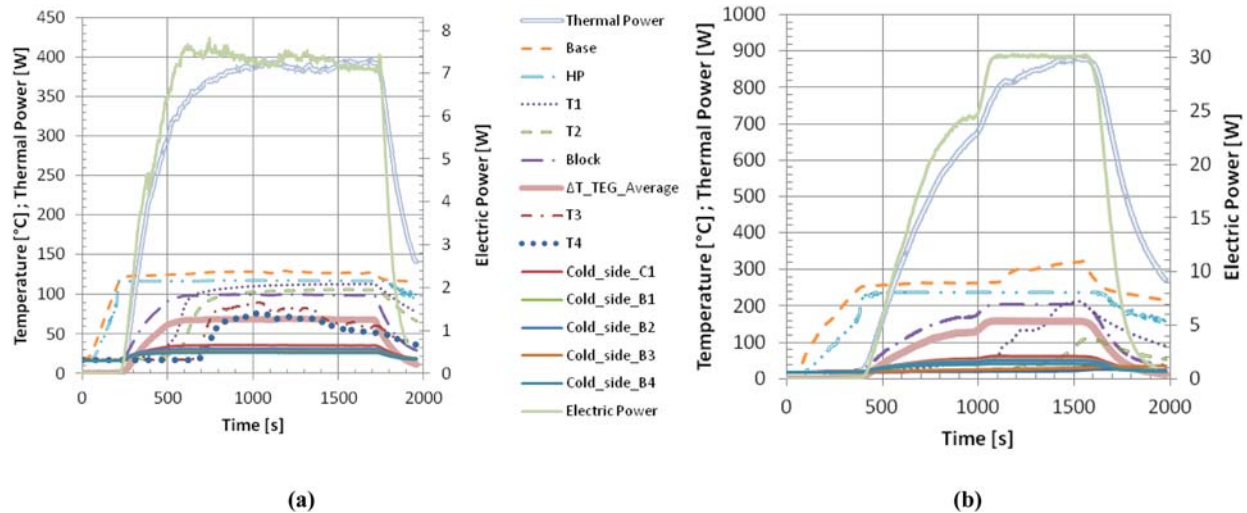 450
400
350
300
250
200
150
100
50
0
Temperature [°C] ; Thermal Power [W]
8
7
6
5
4
3
2
1
0
Electric Power [W]
0 500 1000 1500 2000
Time [s]
(a)
Thermal Power
Base
HP
T1
T2
Block
ΔT_TEG_Average
T3
T4
Cold_side_C1
Cold_side_B1
Cold_side_B2
Cold_side_B3
Cold_side_B4
Electric Power
1000
900
800
700
600
500
400
300
200
100
0
Temperature [°C] ; Thermal Power [W]
30
25
20
15
10
5
0
Electric Power [W]
0 500 1000 1500 2000
Time [s]
(b)